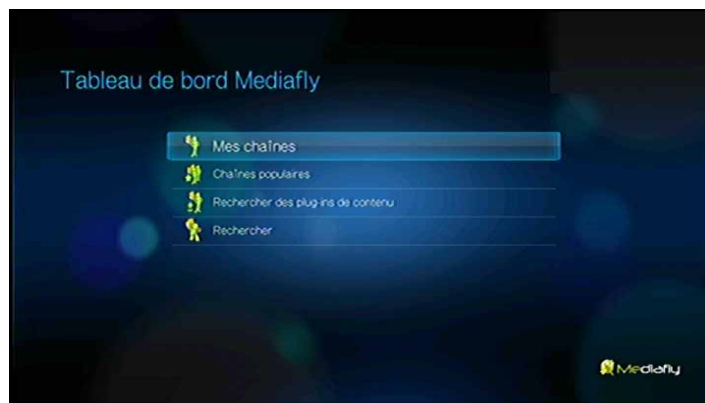 Tableau de bord Mediafly
Mes chaînes
Chaînes populaires
Rechercher des plug-ins de contenu
Rechercher
Mediafly